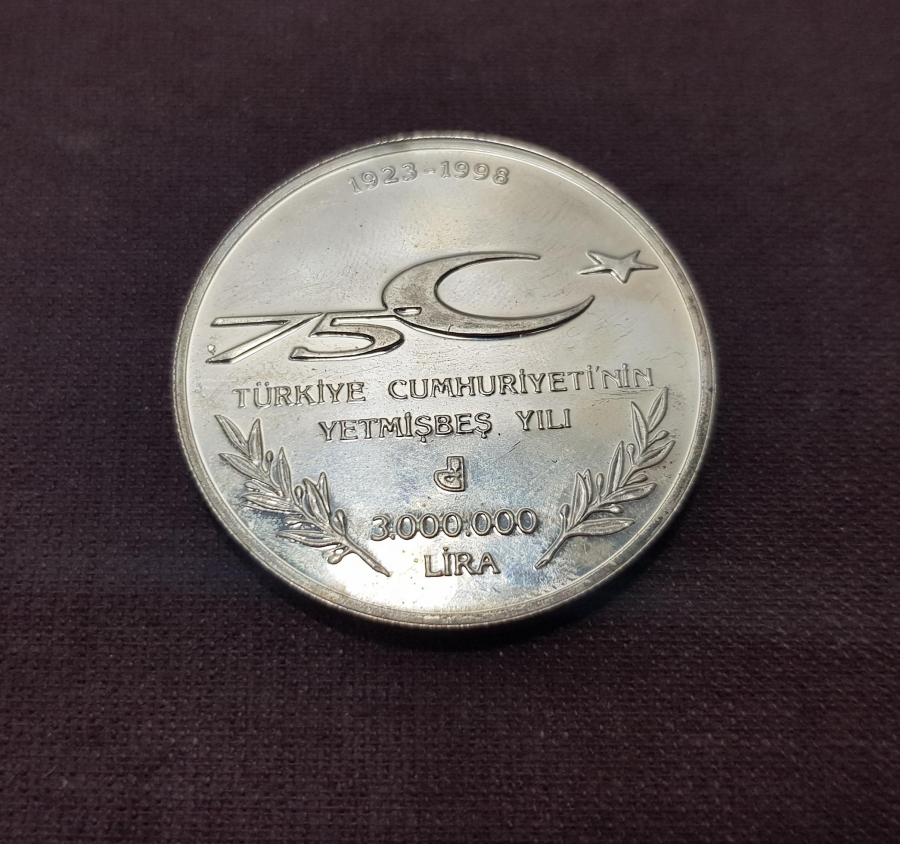 1923-1998
75
TÜRKİYE CUMHURİYETİ'NİN
YETMİŞBEŞ YILI
3.000.000
LİRA